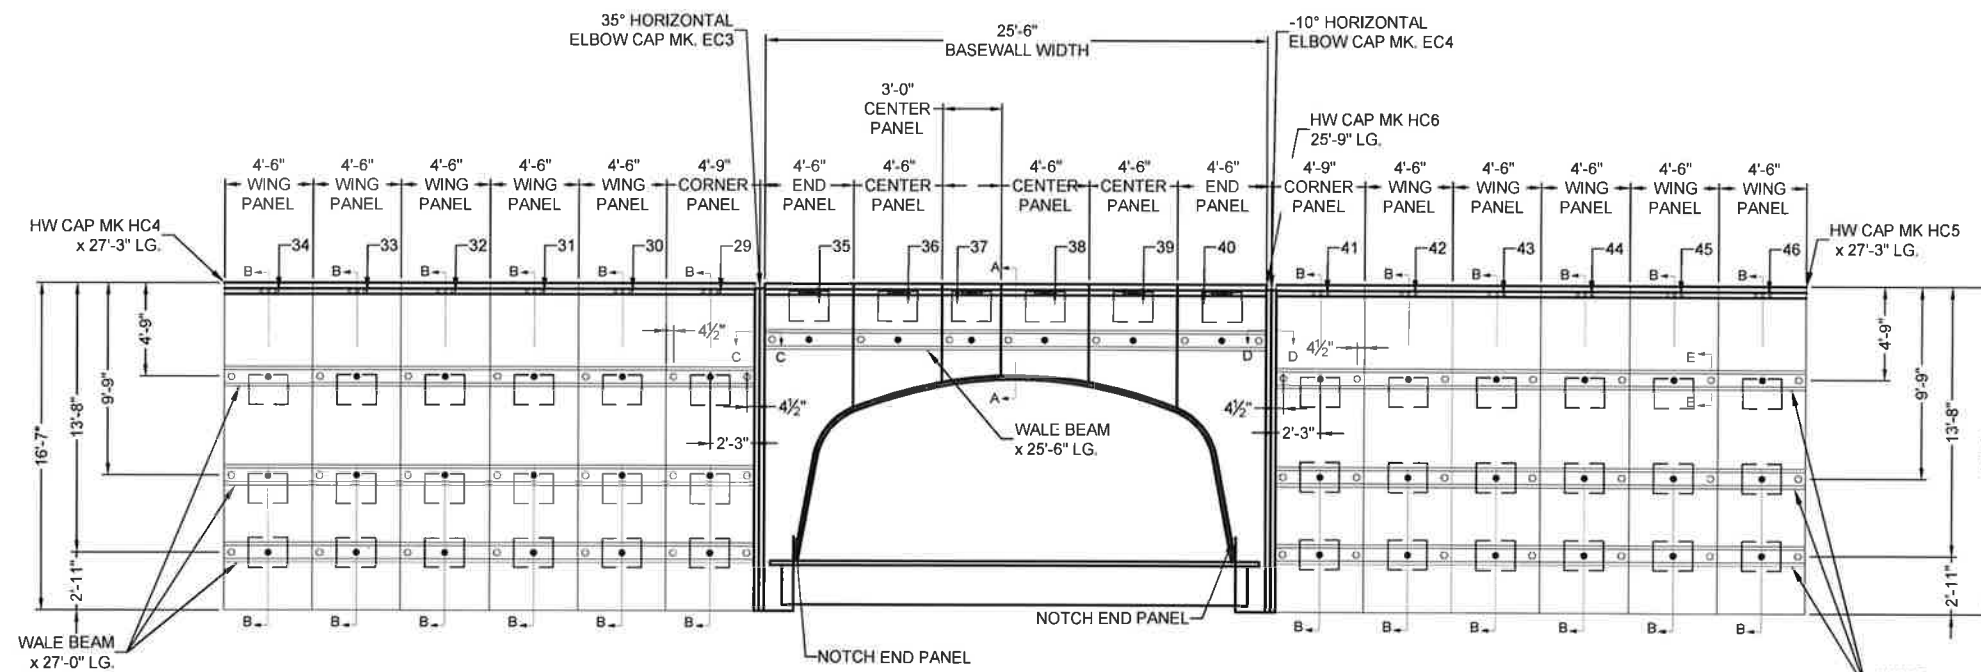 35° HORIZONTAL
ELBOW CAP MK. EC3
25'-6"
BASEWALL WIDTH
-10° HORIZONTAL
ELBOW CAP MK. EC4
3'-0"
CENTER
PANEL
HW CAP MK HC6
25'-9" LG.
4'-6"
WING
PANEL
4'-6"
WING
PANEL
4'-6"
WING
PANEL
4'-6"
WING
PANEL
4'-6"
WING
PANEL
4'-9"
CORNER
PANEL
4'-6"
END
PANEL
4'-6"
CENTER
PANEL
4'-6"
CENTER
PANEL
4'-6"
CENTER
PANEL
4'-6"
END
PANEL
4'-9"
CORNER
PANEL
4'-6"
WING
PANEL
4'-6"
WING
PANEL
4'-6"
WING
PANEL
4'-6"
WING
PANEL
4'-6"
WING
PANEL
HW CAP MK HC4
x 27'-3" LG.
HW CAP MK HC5
x 27'-3" LG.
34
33
32
31
30
29
35
36
37
38
39
40
41
42
43
44
45
46
B
B
B
B
B
B
A
B
B
B
B
B
B
16'-7"
13'-8"
9'-9"
4'-9"
2'-11"
4½"
C
C
D
D
4½"
E
E
4'-9"
9'-9"
13'-8"
2'-11"
A
4½"
2'-3"
4½"
2'-3"
WALE BEAM
x 25'-6" LG.
B
B
B
B
B
B
NOTCH END PANEL
B
B
B
B
B
B
WALE BEAM
x 27'-0" LG.
NOTCH END PANEL